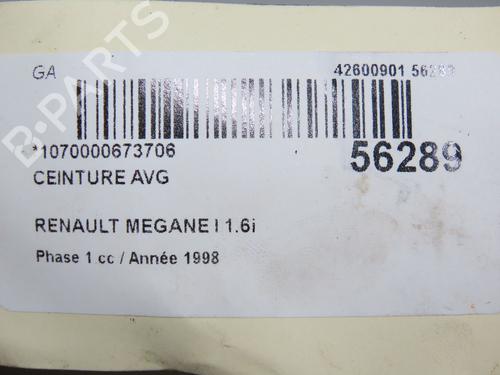 GA
42600901 56289
*1070000673706
56289
CEINTURE AVG
RENAULT MEGANE I 1.6i
Phase 1 cc / Année 1998
B-PARTS